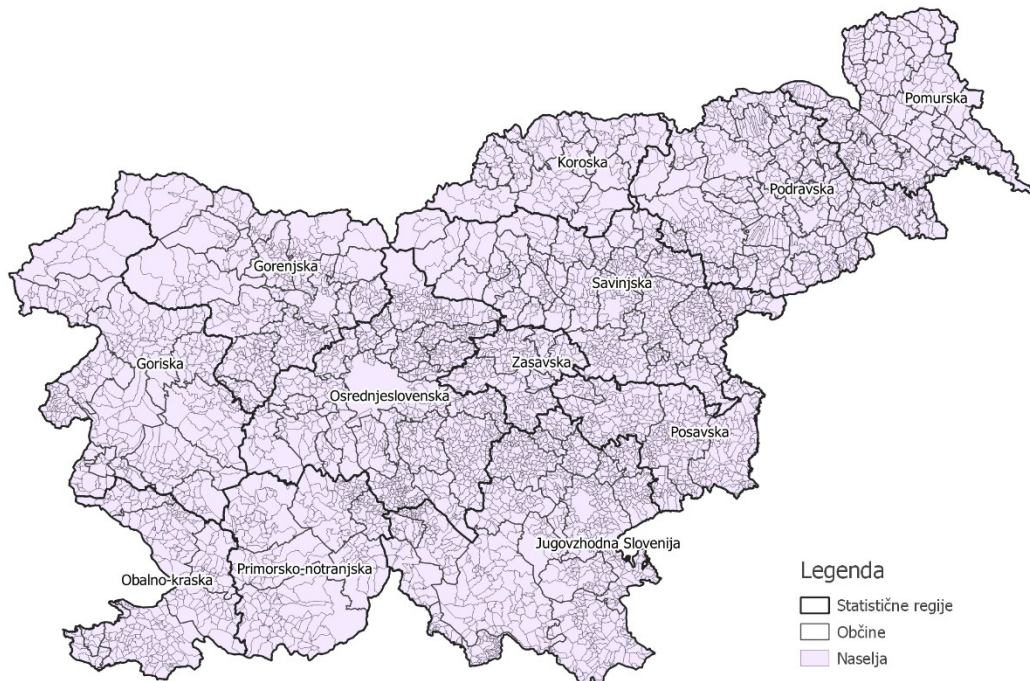 Pomurska
Koroska
Podravska
Gorenjska
Savinjska
Goriska
Zasavska
Osrednjeslovenska
Posavska
Jugovzhodna Slovenija
Primorsko-notranjska
Obalno-kraska
Legenda
Statistične regije
Občine
Naselja